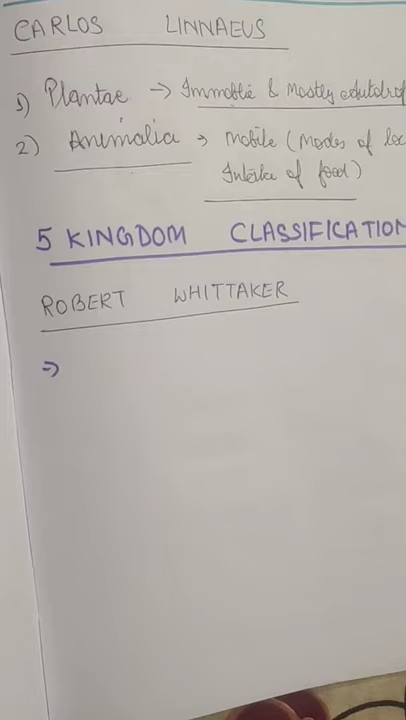 CARLOS LINNAEUS
1) Plantae → Immobile & Mostly
2) Animalia → Mobile (Modes of
Intake of food)
5 KINGDOM CLASSIFICATION
ROBERT WHITTAKER
⇒